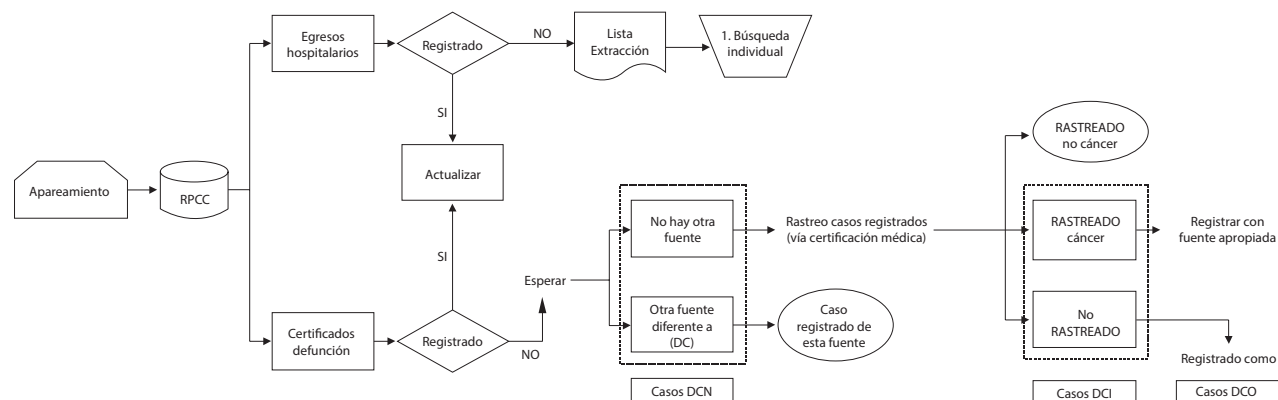 Egresos
hospitalarios
Registrado
NO
Lista
Extracción
1. Búsqueda
individual
SI
RASTREADO
no cáncer
Apareamiento
RPCC
Actualizar
No hay otra
fuente
Rastreo casos registrados
(vía certificación médica)
RASTREADO
cáncer
Registrar con
fuente apropiada
SI
Esperar
Certificados
defunción
Registrado
NO
Otra fuente
diferente a
(DC)
Caso
registrado de
esta fuente
No
RASTREADO
Registrado como
Casos DCN
Casos DCI
Casos DCO